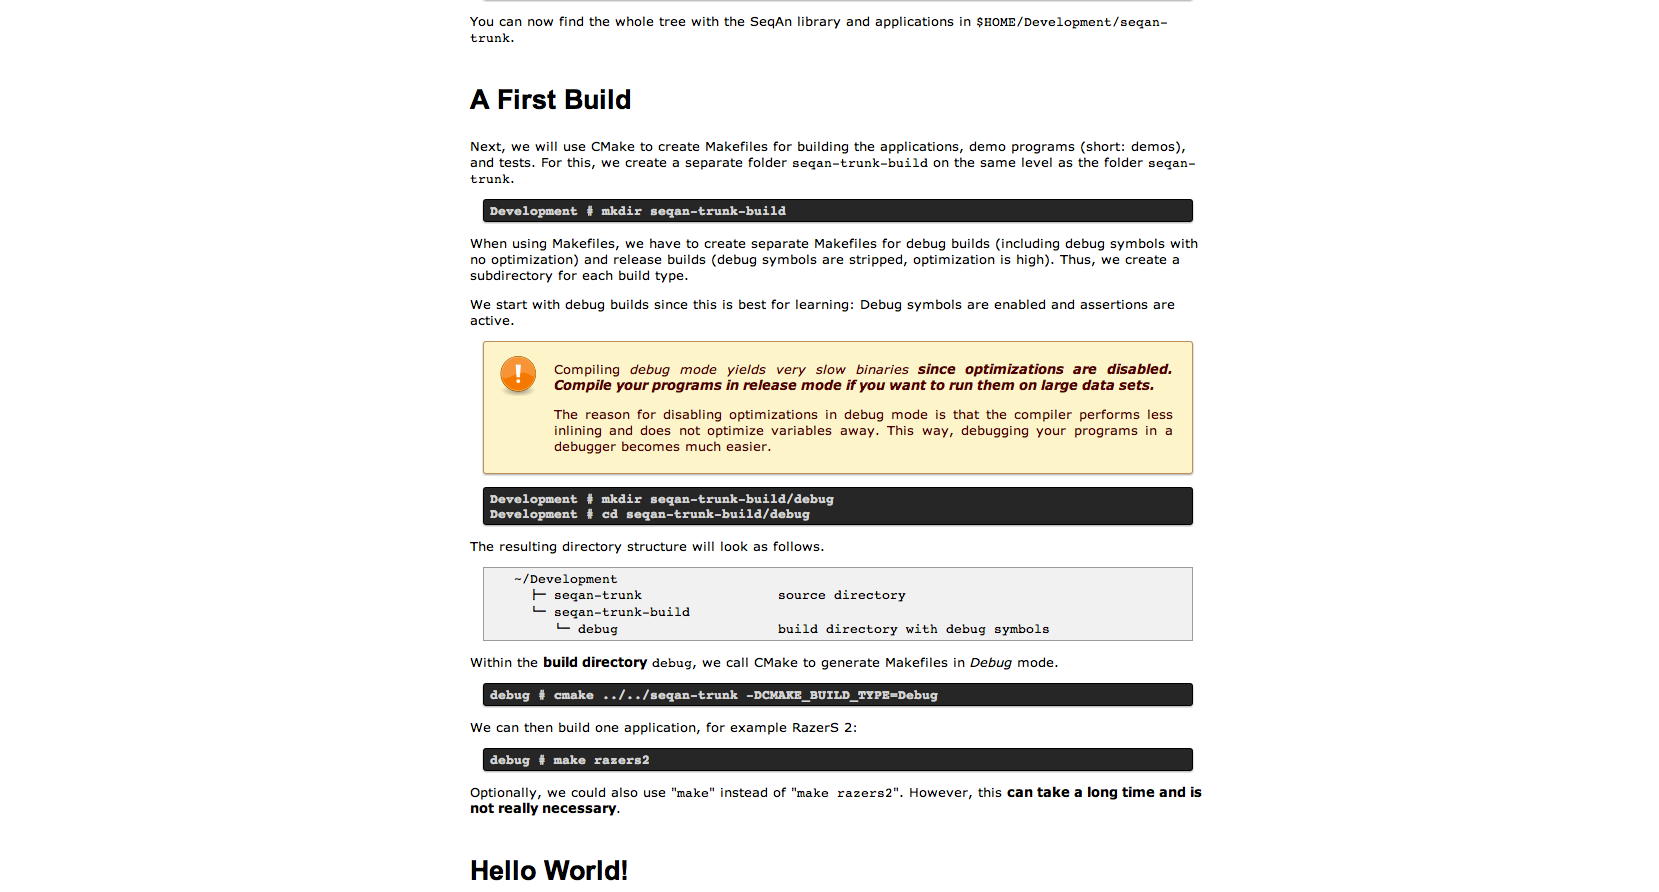 You can now find the whole tree with the SeqAn library and applications in $HOME/Development/seqan-
trunk.
A First Build
Next, we will use CMake to create Makefiles for building the applications, demo programs (short: demos),
and tests. For this, we create a separate folder seqan-trunk-build on the same level as the folder seqan-
trunk.
Development # mkdir seqan-trunk-build
When using Makefiles, we have to create separate Makefiles for debug builds (including debug symbols with
no optimization) and release builds (debug symbols are stripped, optimization is high). Thus, we create a
subdirectory for each build type.
We start with debug builds since this is best for learning: Debug symbols are enabled and assertions are
active.
Compiling debug mode yields very slow binaries since optimizations are disabled.
Compile your programs in release mode if you want to run them on large data sets.
The reason for disabling optimizations in debug mode is that the compiler performs less
inlining and does not optimize variables away. This way, debugging your programs in a
debugger becomes much easier.
Development # mkdir seqan-trunk-build/debug
Development # cd seqan-trunk-build/debug
The resulting directory structure will look as follows.
~/Development
├─ seqan-trunk source directory
└─ seqan-trunk-build
└─ debug build directory with debug symbols
Within the build directory debug, we call CMake to generate Makefiles in Debug mode.
debug # cmake ../../seqan-trunk -DCMAKE_BUILD_TYPE=Debug
We can then build one application, for example RazerS 2:
debug # make razers2
Optionally, we could also use "make" instead of "make razers2". However, this can take a long time and is
not really necessary.
Hello World!